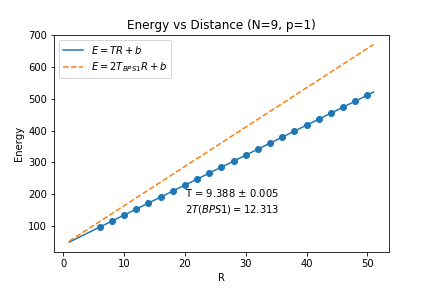 Energy vs Distance (N=9, p=1)
E = TR + b
E = 2T_{BPS1}R + b
700
600
500
400
300
200
100
Energy
T = 9.388 ± 0.005
2T(BPS1) = 12.313
0 10 20 30 40 50
R